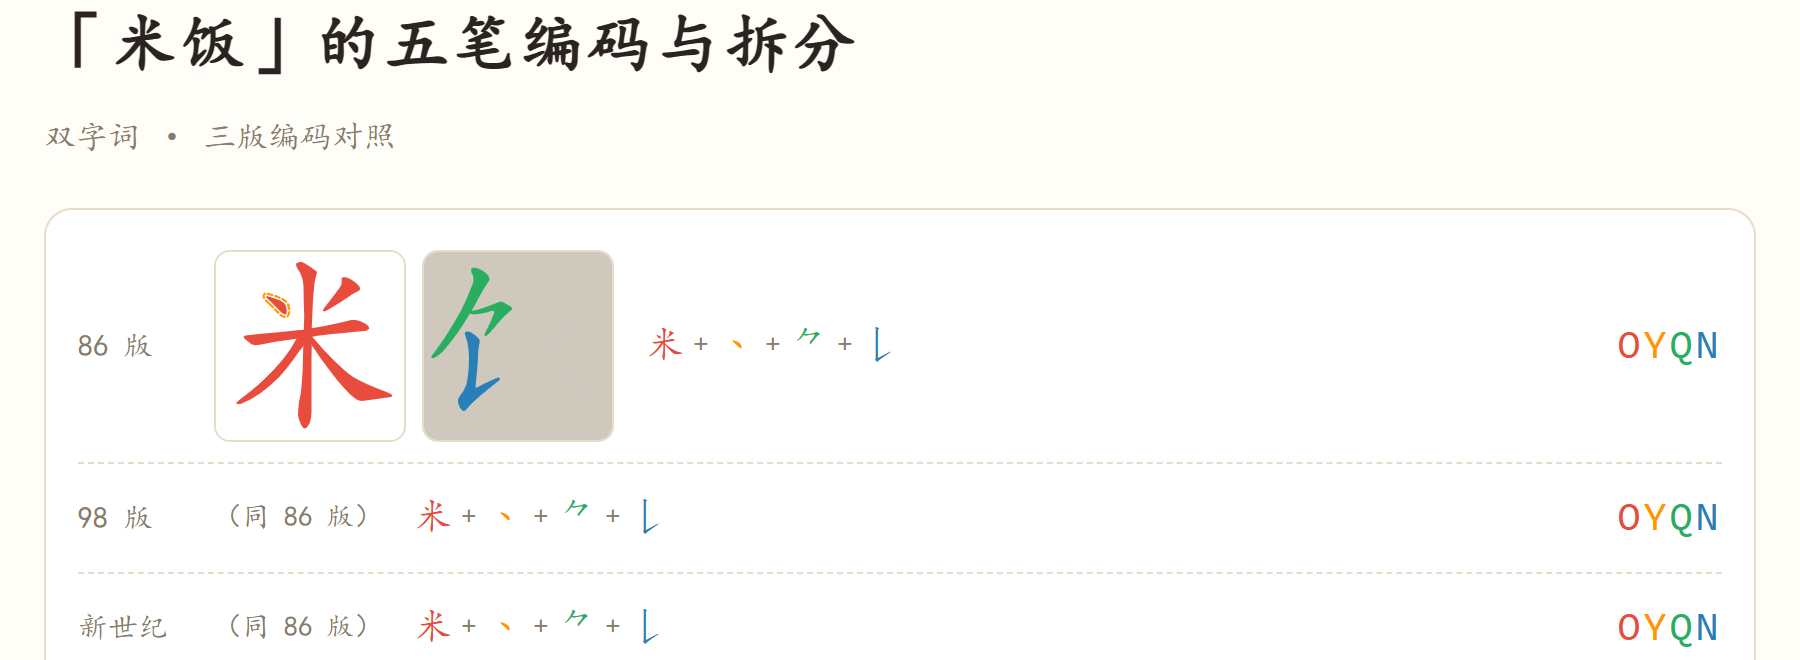 「米饭」的五笔编码与拆分
双字词 • 三版编码对照
86 版 米 饣 米 + 丶 + 𠂊 + 𠄌 OYQN
98 版 （同 86 版） 米 + 丶 + 𠂊 + 𠄌 OYQN
新世纪 （同 86 版） 米 + 丶 + 𠂊 + 𠄌 OYQN